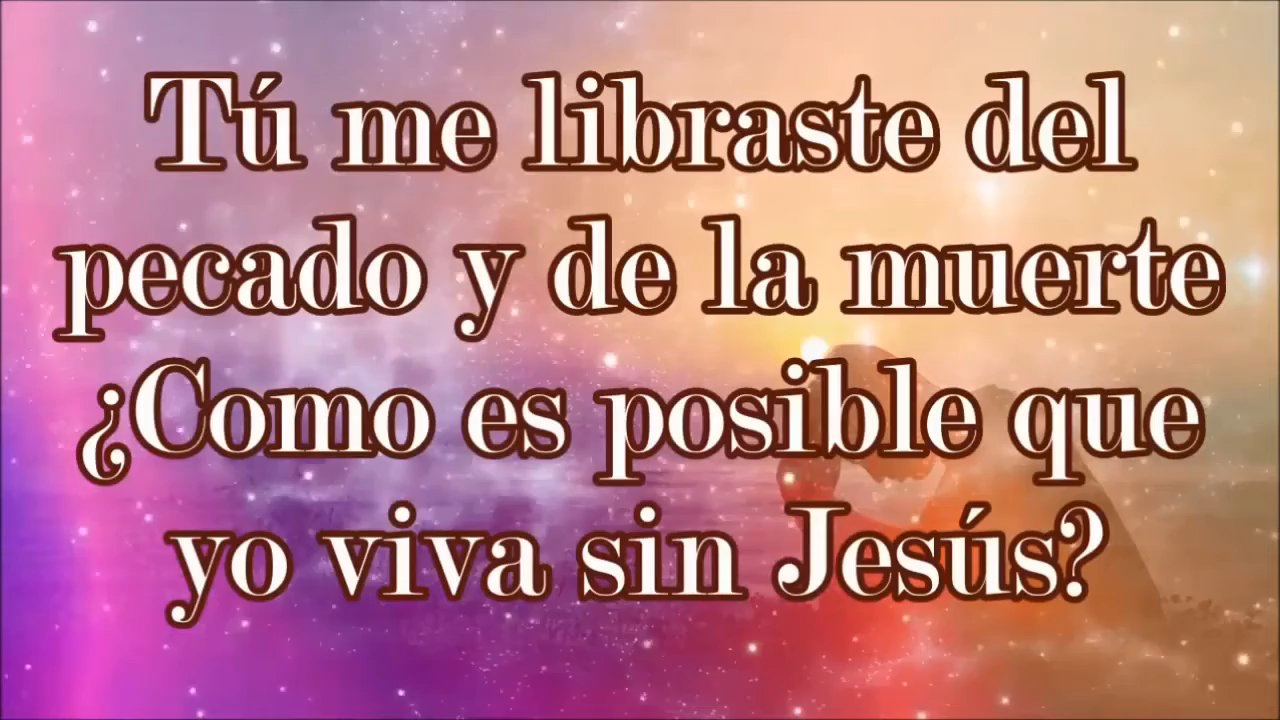 Tú me libraste del
pecado y de la muerte
¿Como es posible que
yo viva sin Jesús?